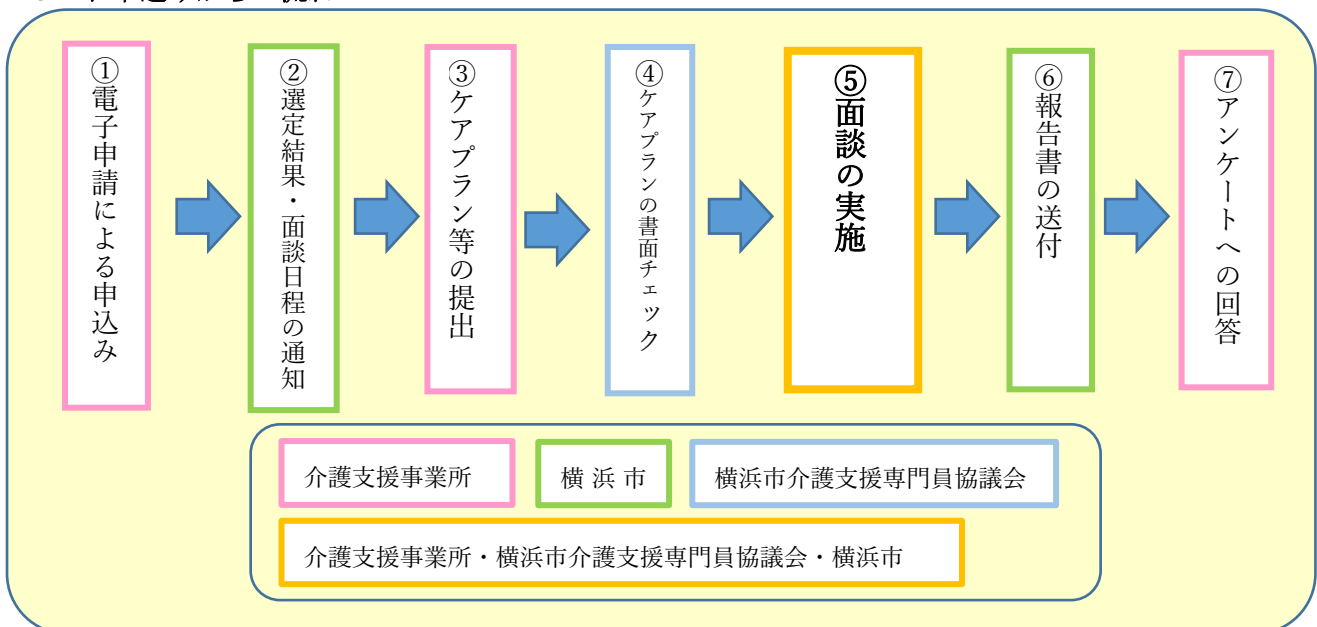 ①電子申請による申込み
②選定結果・面談日程の通知
③ケアプラン等の提出
④ケアプランの書面チェック
⑤面談の実施
⑥報告書の送付
⑦アンケートへの回答
介護支援事業所
横 浜 市
横浜市介護支援専門員協議会
介護支援事業所・横浜市介護支援専門員協議会・横浜市